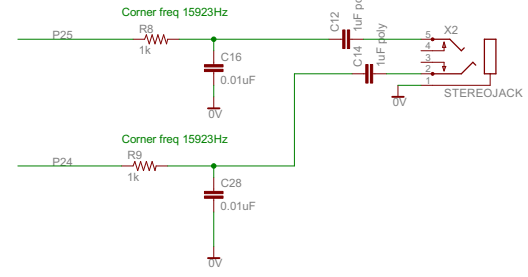 Corner freq 15923Hz
P25
R8
1k
C16
0.01uF
0V
C12
1uF po
C14
1uF poly
X2
5
4
3
2
1
STEREOJACK
0V
Corner freq 15923Hz
P24
R9
1k
C28
0.01uF
0V